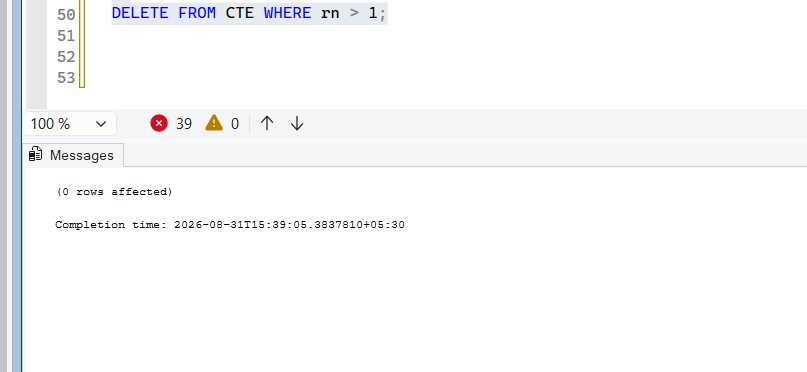 50 DELETE FROM CTE WHERE rn > 1;
51
52
53
100 % 39 0
Messages
(0 rows affected)
Completion time: 2026-08-31T15:39:05.3837810+05:30